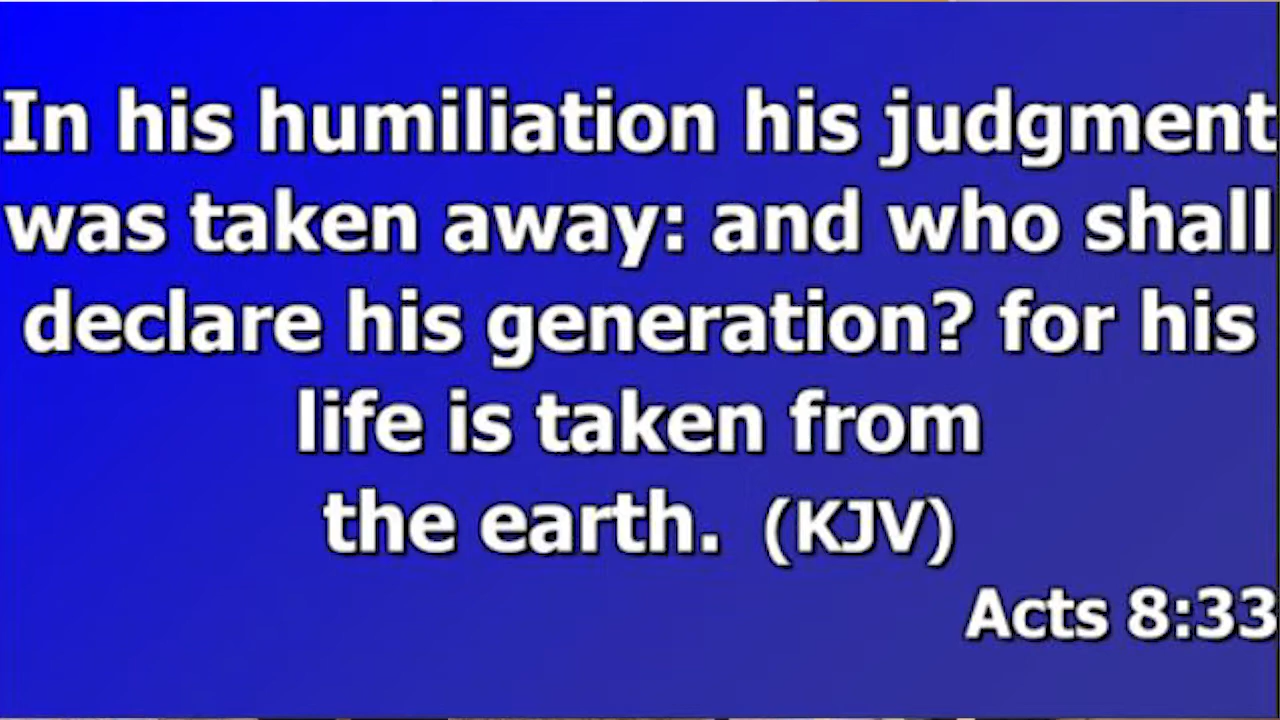 In his humiliation his judgment
was taken away: and who shall
declare his generation? for his
life is taken from
the earth. (KJV)
Acts 8:33